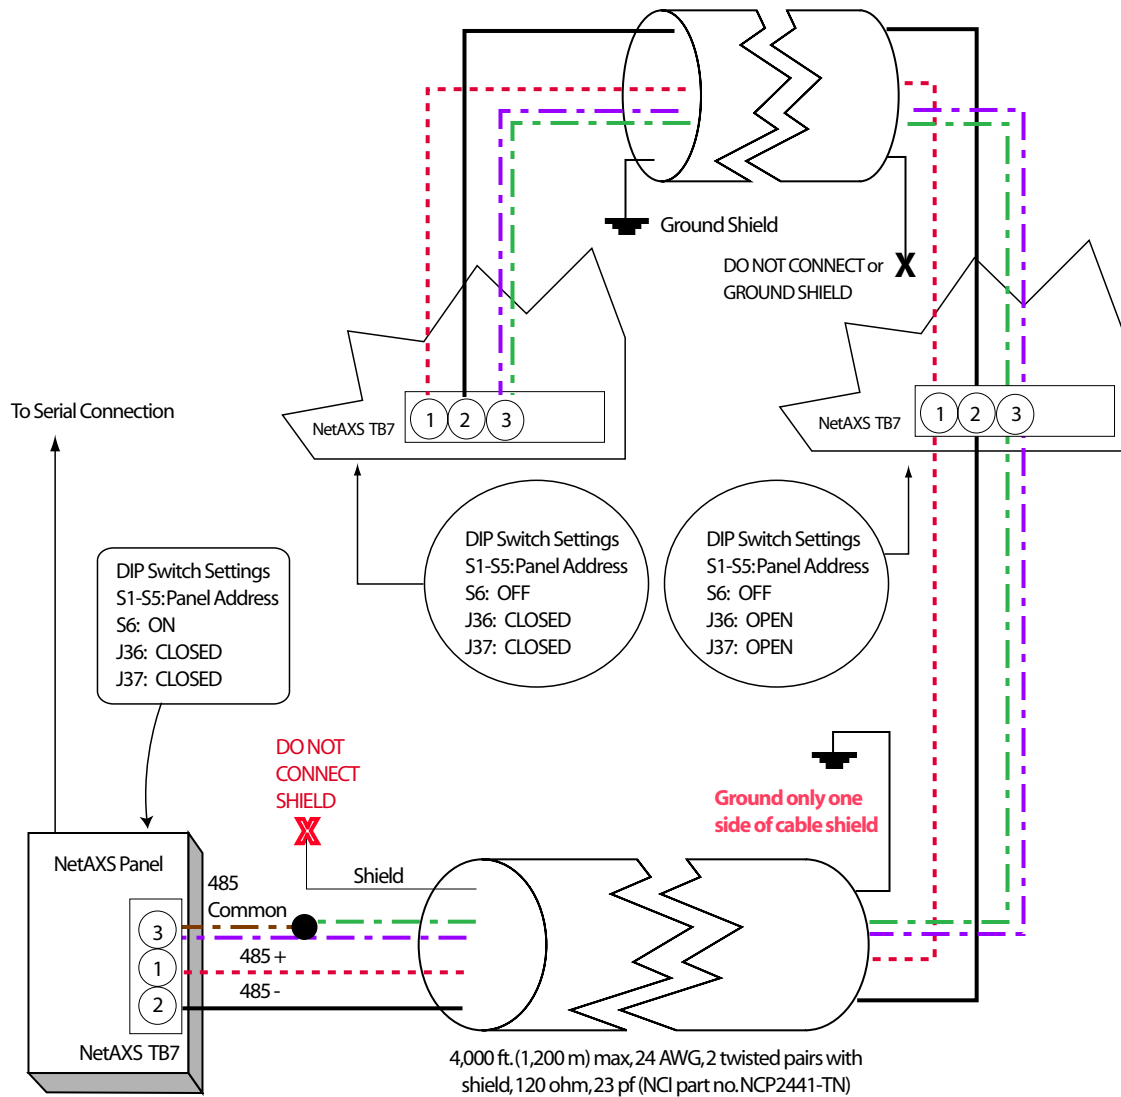 Ground Shield
DO NOT CONNECT or
GROUND SHIELD
X
To Serial Connection
NetAXS TB7
1
2
3
NetAXS TB7
1
2
3
DIP Switch Settings
S1-S5:Panel Address
S6: OFF
J36: CLOSED
J37: CLOSED
DIP Switch Settings
S1-S5:Panel Address
S6: OFF
J36: OPEN
J37: OPEN
DIP Switch Settings
S1-S5:Panel Address
S6: ON
J36: CLOSED
J37: CLOSED
DO NOT
CONNECT
SHIELD
X
Ground only one
side of cable shield
NetAXS Panel
Shield
485
Common
3
485 +
1
485 -
2
NetAXS TB7
4,000 ft. (1,200 m) max, 24 AWG, 2 twisted pairs with
shield, 120 ohm, 23 pf (NCI part no. NCP2441-TN)